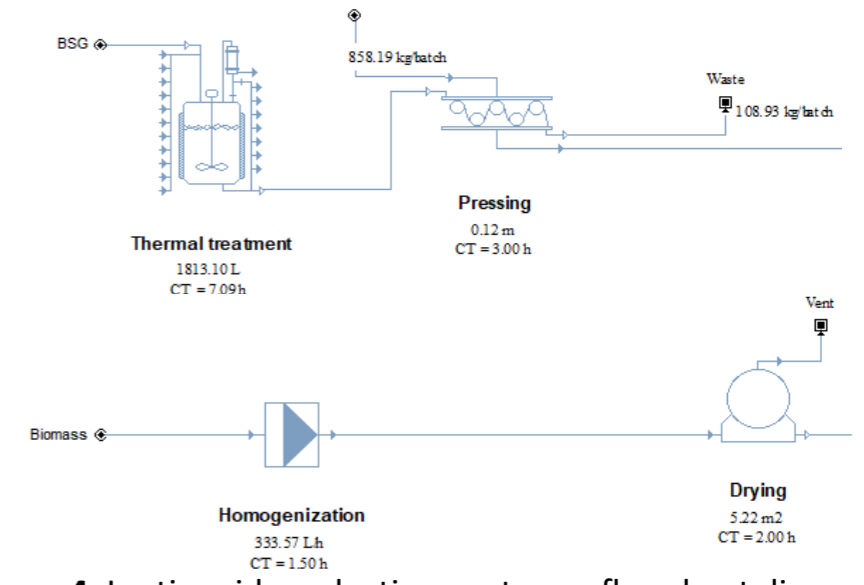 BSG
858.19 kg/batch
Waste
108.93 kg/batch
Pressing
0.12 m
CT = 3.00 h
Thermal treatment
1813.10 L
CT = 7.09 h
Vent
Biomass
Drying
5.22 m2
CT = 2.00 h
Homogenization
333.57 L/h
CT = 1.50 h